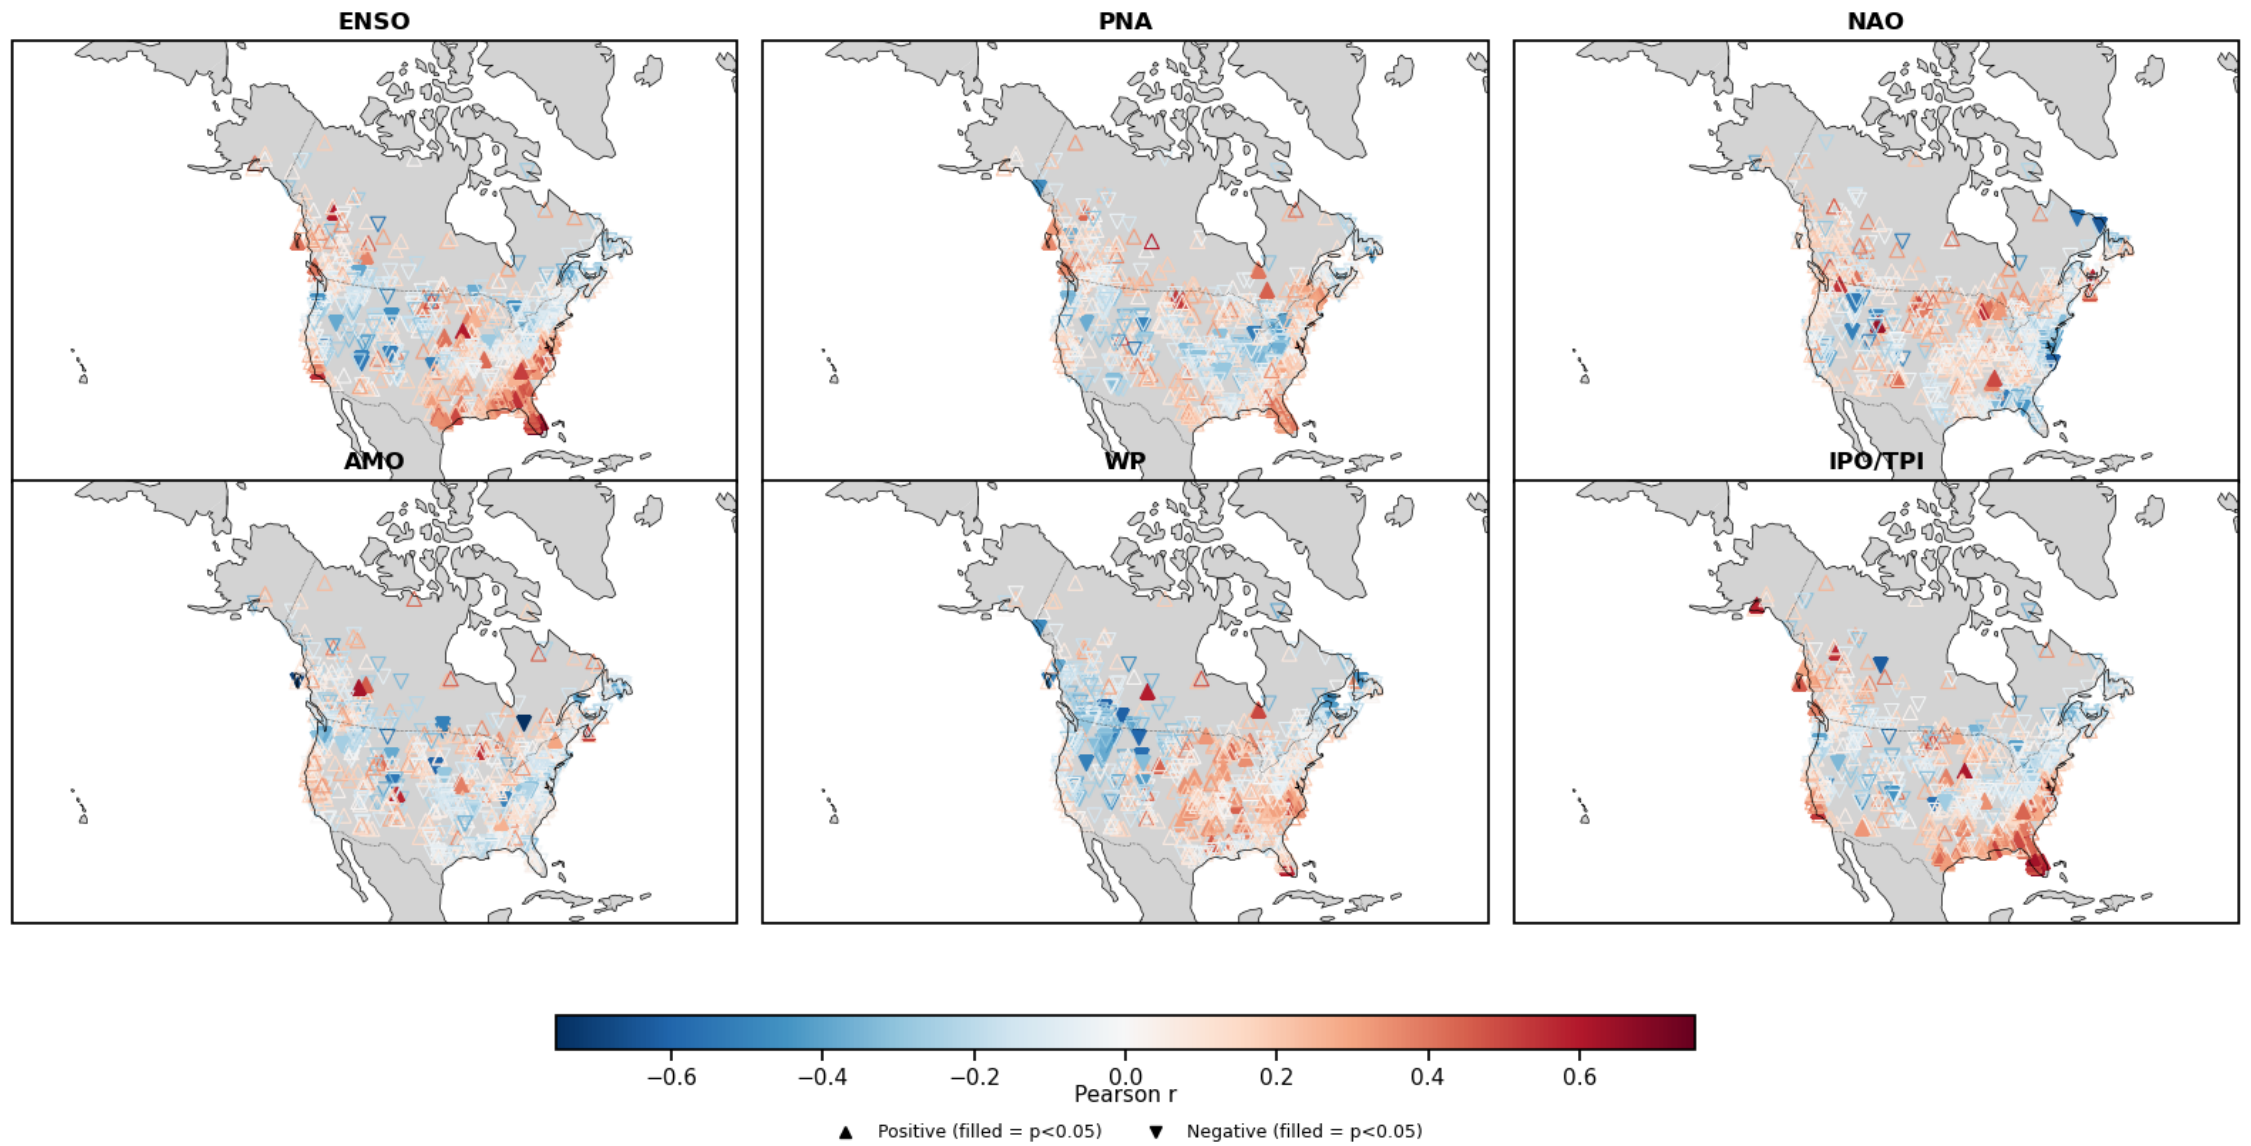 ENSO
PNA
NAO
AMO
WP
IPO/TPI
−0.6
−0.4
−0.2
0.0
0.2
0.4
0.6
Pearson r
Positive (filled = p<0.05)
Negative (filled = p<0.05)